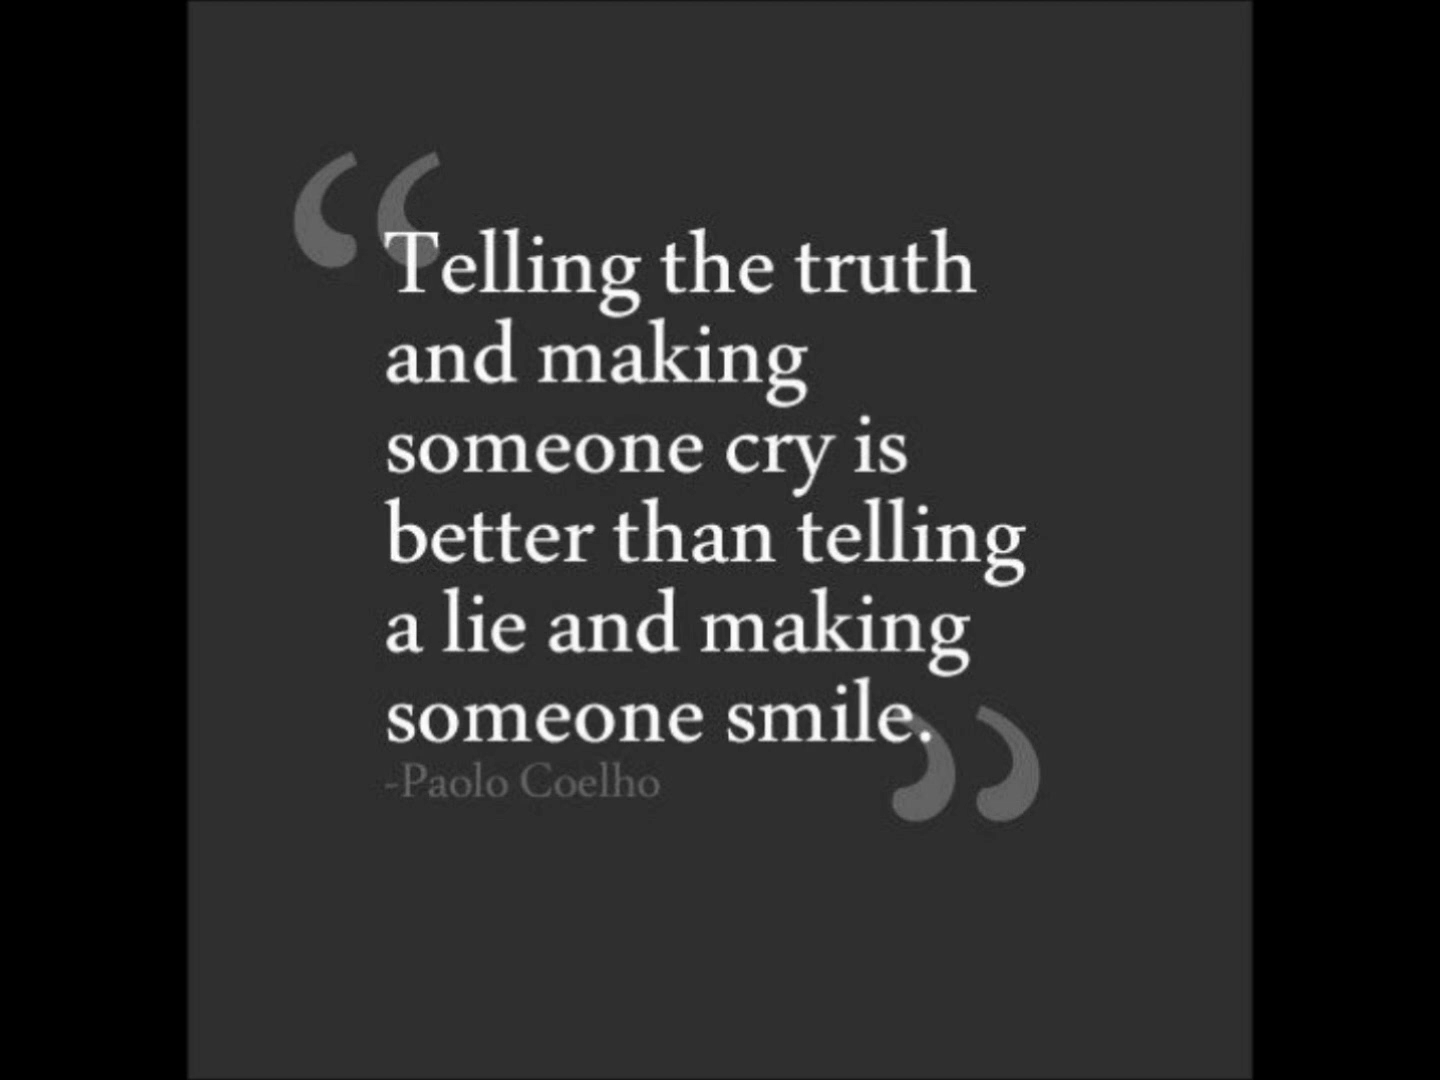 “Telling the truth
and making
someone cry is
better than telling
a lie and making
someone smile.”
-Paolo Coelho